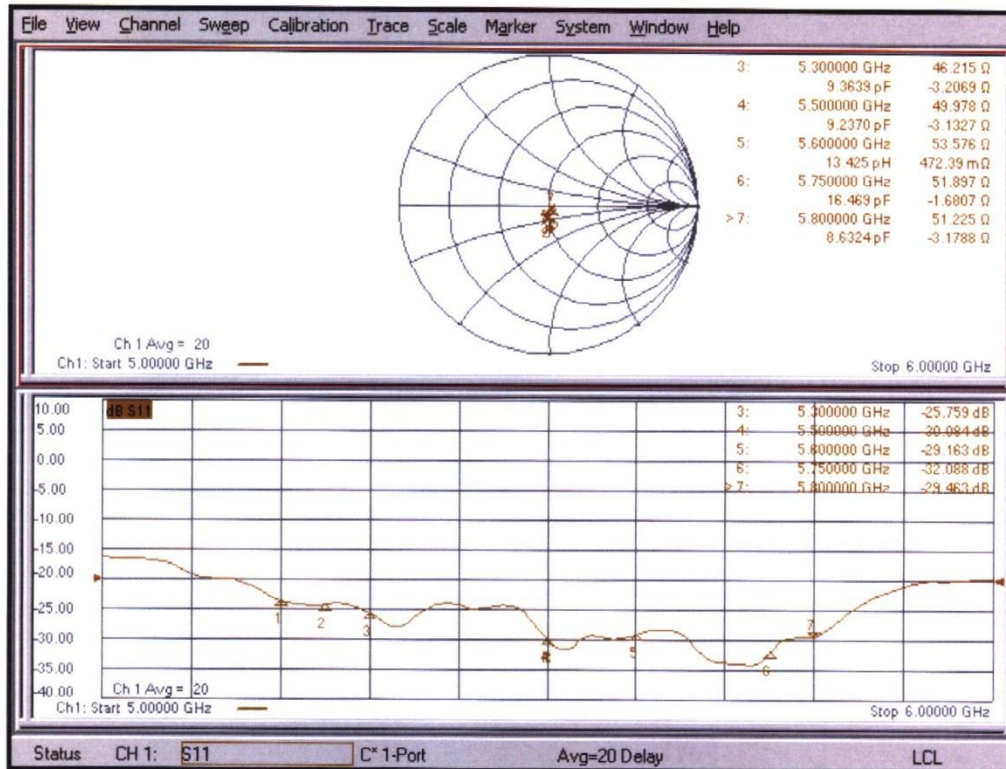 File View Channel Sweep Calibration Trace Scale Marker System Window Help
3: 5.300000 GHz 46.215 Ω
9.3639 pF -3.2069 Ω
4: 5.500000 GHz 49.978 Ω
9.2370 pF -3.1327 Ω
5: 5.600000 GHz 53.576 Ω
13.425 pH 472.39 mΩ
6: 5.750000 GHz 51.897 Ω
16.469 pF -1.6807 Ω
> 7: 5.800000 GHz 51.225 Ω
8.6324 pF -3.1788 Ω
Ch 1 Avg = 20
Ch1: Start 5.00000 GHz
Stop 6.00000 GHz
10.00
5.00
0.00
-5.00
-10.00
-15.00
-20.00
-25.00
-30.00
-35.00
-40.00
dB S11
3: 5.300000 GHz -25.759 dB
4: 5.500000 GHz -30.084 dB
5: 5.600000 GHz -29.163 dB
6: 5.750000 GHz -32.088 dB
> 7: 5.800000 GHz -29.463 dB
1
2
3
5
6
7
Ch 1 Avg = 20
Ch1: Start 5.00000 GHz
Stop 6.00000 GHz
Status CH 1: S11 C* 1-Port Avg=20 Delay LCL